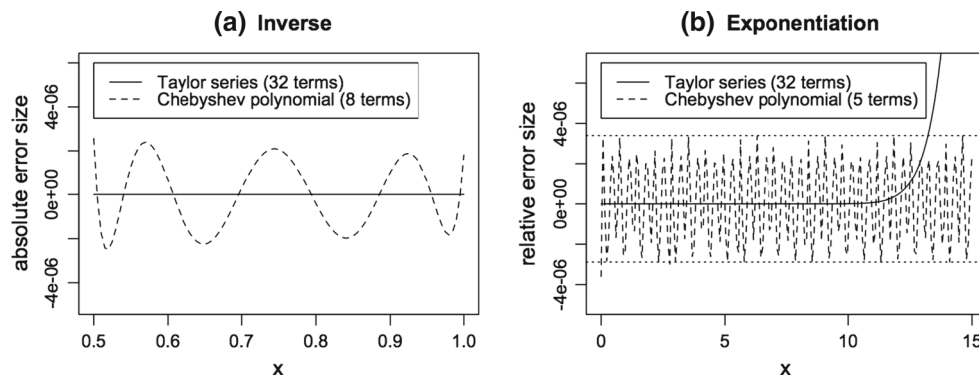 (a) Inverse
absolute error size
4e-06
0e+00
-4e-06
Taylor series (32 terms)
Chebyshev polynomial (8 terms)
0.5 0.6 0.7 0.8 0.9 1.0
x
(b) Exponentiation
relative error size
4e-06
0e+00
-4e-06
Taylor series (32 terms)
Chebyshev polynomial (5 terms)
0 5 10 15
x